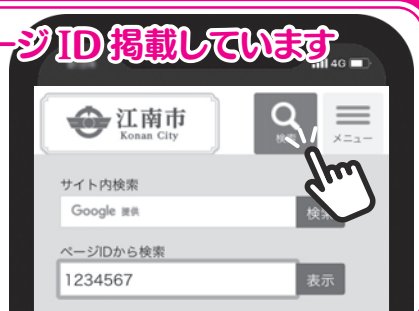 ージID掲載しています
4G
江南市
Konan City
検索
メニュー
サイト内検索
Google 提供
検索
ページIDから検索
1234567
表示